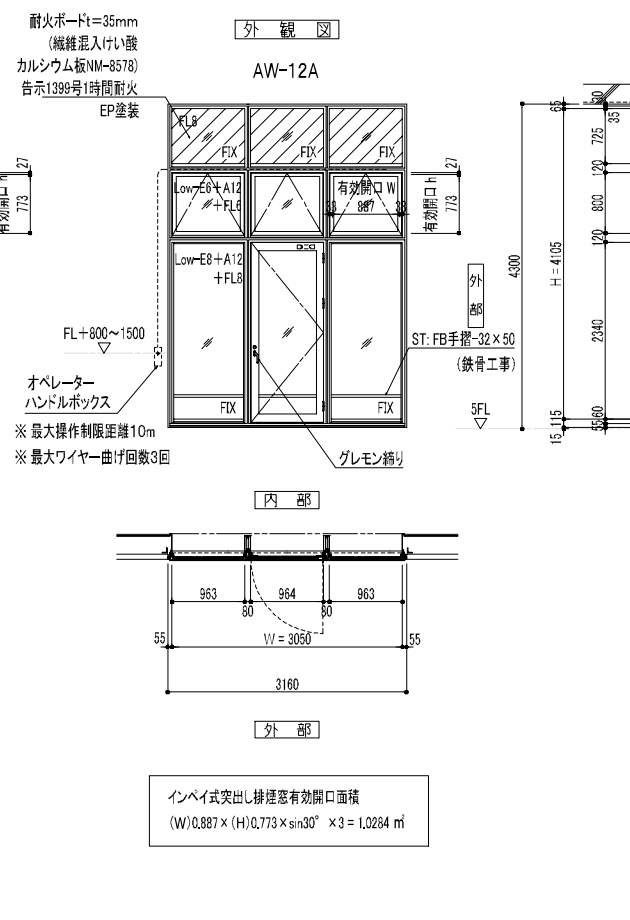 外 観 図
AW-12A
耐火ボードt=35mm
(繊維混入けい酸
カルシウム板NM-8578)
告示1399号1時間耐火
EP塗装
FL8
FIX
FIX
FIX
27
773
有効開口 h
Low-E6+A12
+FL6
有効開口 W
33
887
33
有効開口 h
27
773
Low-E8+A12
+FL8
FIX
FIX
FL+800~1500
オペレーター
ハンドルボックス
※ 最大操作制限距離10m
※ 最大ワイヤー曲げ回数3回
外 部
ST: FB手摺-32×50
(鉄骨工事)
5FL
グレモン締り
4300
65
H = 4105
115
15
35
725
120
800
120
2340
内 部
963
964
963
80
80
55
W = 3050
55
3160
外 部
インペイ式突出し排煙窓有効開口面積
(W)0.887×(H)0.773×sin30° ×3 = 1.0284 ㎡